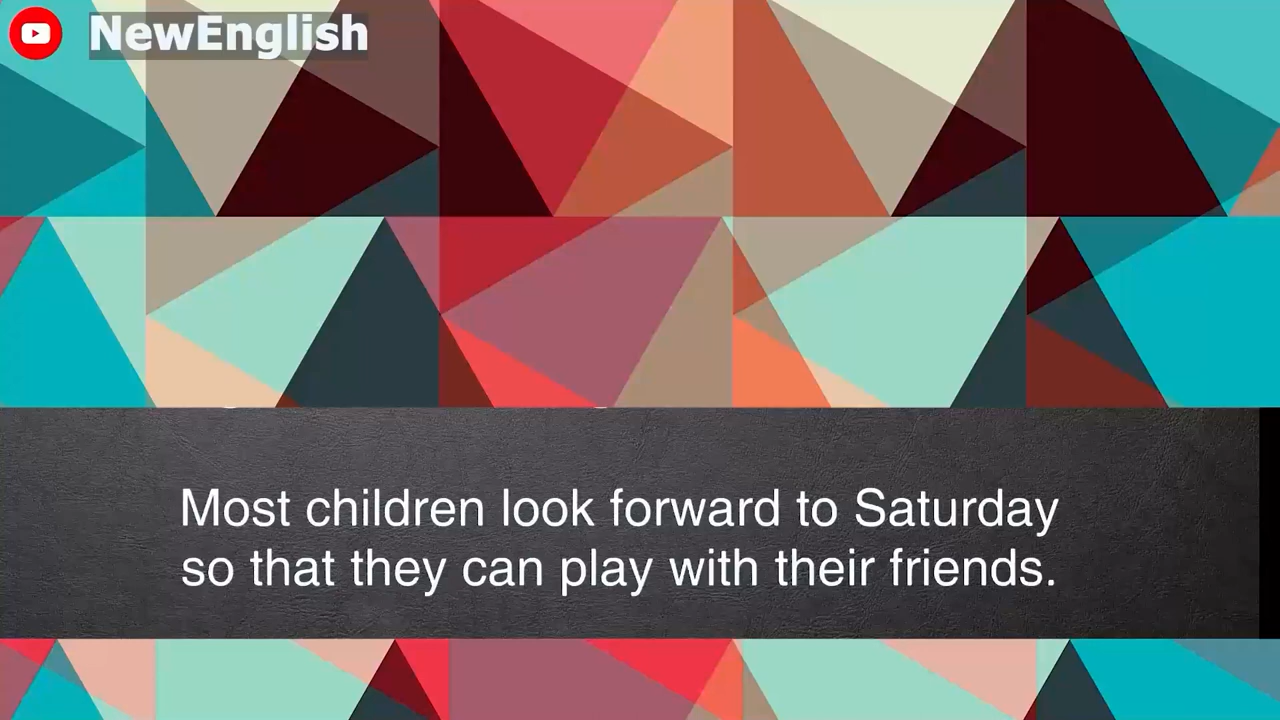 NewEnglish
Most children look forward to Saturday
so that they can play with their friends.